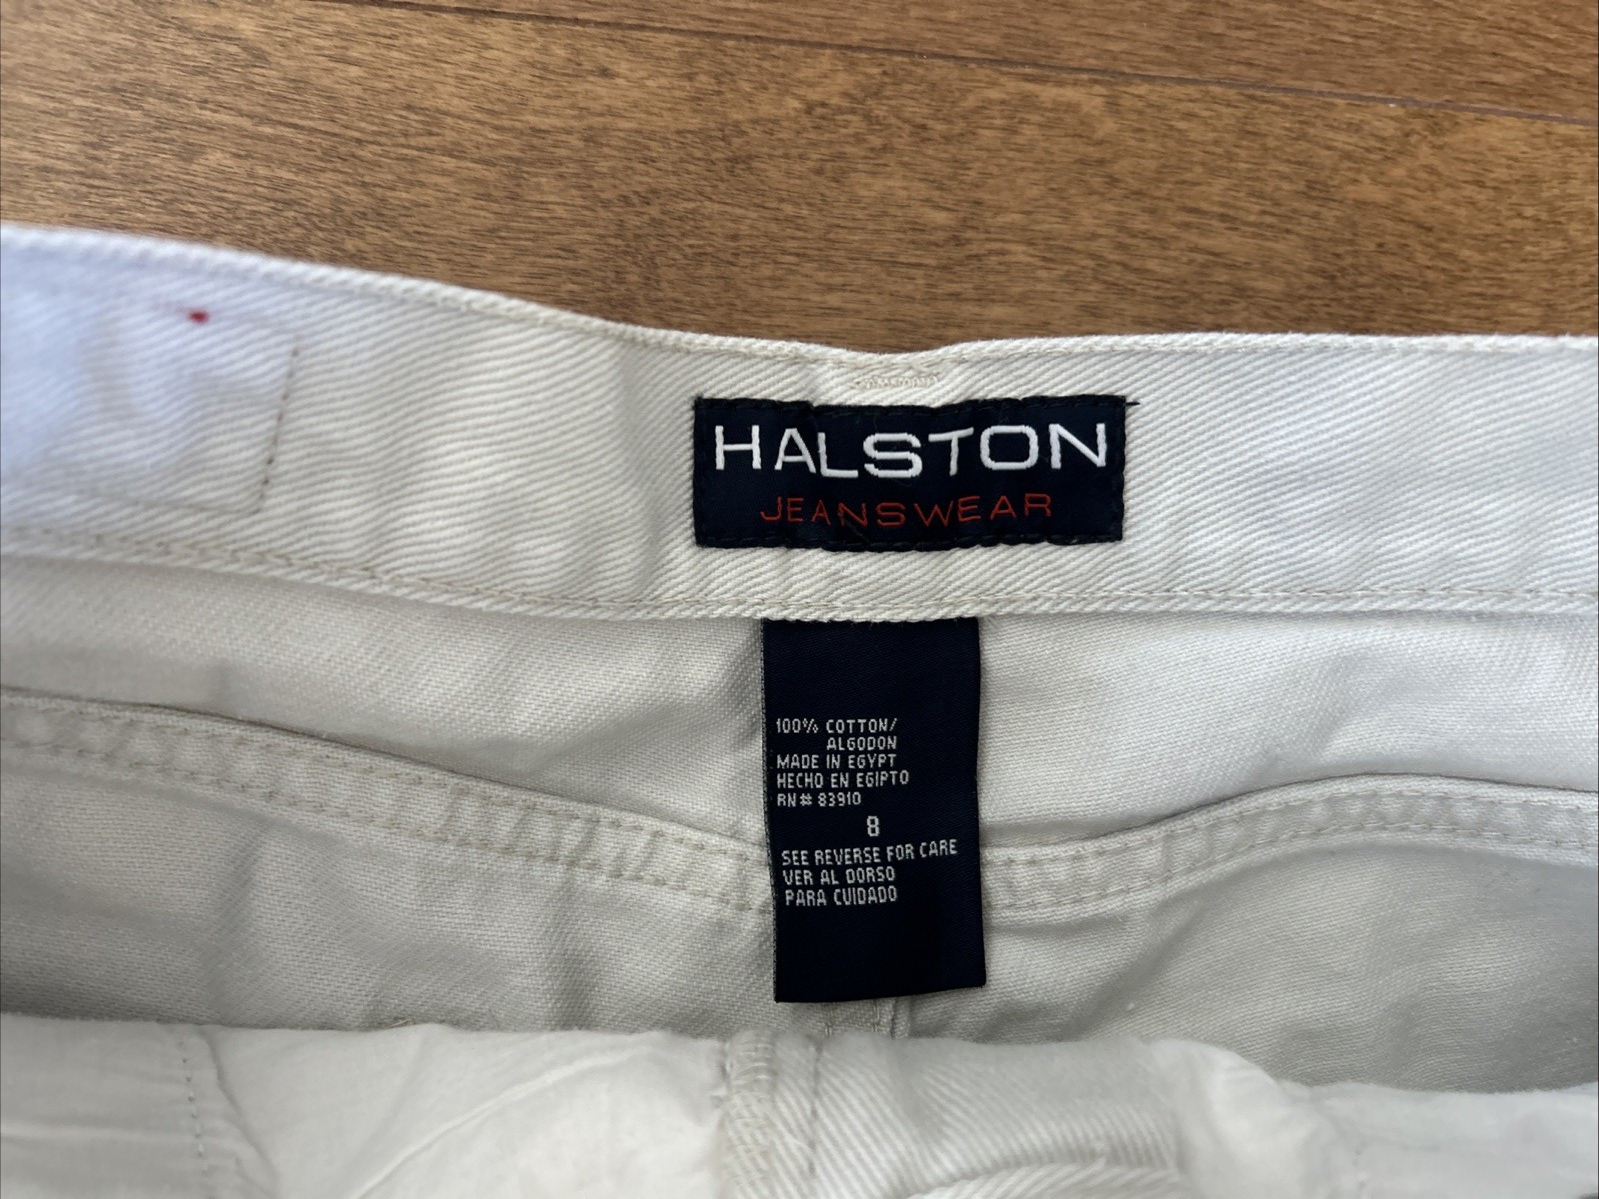 HALSTON
JEANSWEAR
100% COTTON/
ALGODON
MADE IN EGYPT
HECHO EN EGIPTO
RN# 83910
8
SEE REVERSE FOR CARE
VER AL DORSO
PARA CUIDADO